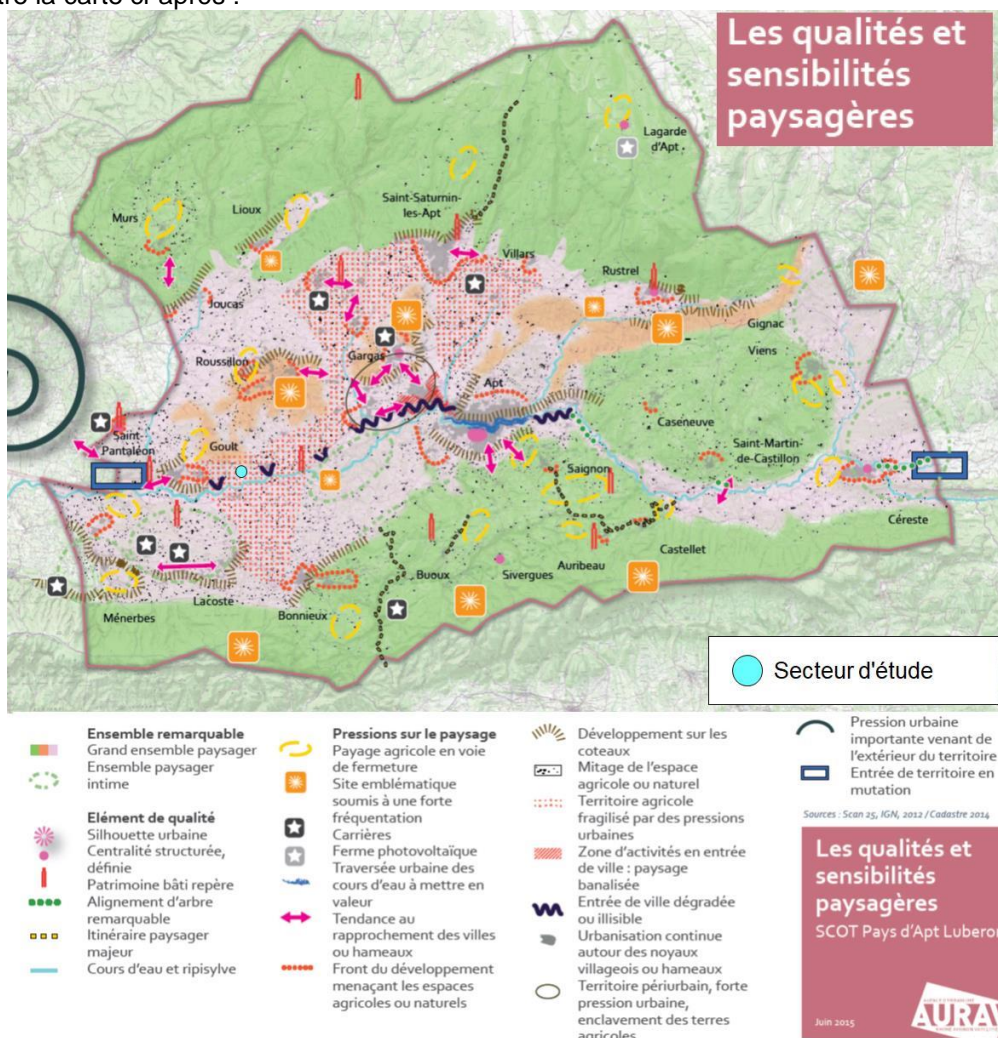 tre la carte ci-après :
Les qualités et
sensibilités
paysagères
Lagarde
d'Apt
Saint-Saturnin-
les-Apt
Lioux
Murs
Villars
Rustrel
Joucas
Gignac
Gargas
Viens
Roussillon
Apt
Caseneuve
Saint
Pantaléon
Goult
Saint-Martin-
de-Castillon
Saignon
Céreste
Castellet
Auribeau
Buoux
Sivergues
Lacoste
Bonnieux
Ménerbes
Secteur d'étude
Ensemble remarquable
Grand ensemble paysager
Ensemble paysager
intime
Elément de qualité
Silhouette urbaine
Centralité structurée,
définie
Patrimoine bâti repère
Alignement d'arbre
remarquable
Itinéraire paysager
majeur
Cours d'eau et ripisylve
Pressions sur le paysage
Payage agricole en voie
de fermeture
Site emblématique
soumis à une forte
fréquentation
Carrières
Ferme photovoltaïque
Traversée urbaine des
cours d'eau à mettre en
valeur
Tendance au
rapprochement des villes
ou hameaux
Front du développement
menaçant les espaces
agricoles ou naturels
Développement sur les
coteaux
Mitage de l'espace
agricole ou naturel
Territoire agricole
fragilisé par des pressions
urbaines
Zone d'activités en entrée
de ville : paysage
banalisée
Entrée de ville dégradée
ou illisible
Urbanisation continue
autour des noyaux
villageois ou hameaux
Territoire périurbain, forte
pression urbaine,
enclavement des terres
agricoles
Pression urbaine
importante venant de
l'extérieur du territoire
Entrée de territoire en
mutation
Sources : Scan 25, IGN, 2012 / Cadastre 2014
Les qualités et
sensibilités
paysagères
SCOT Pays d'Apt Luberon
Juin 2015
AURAV